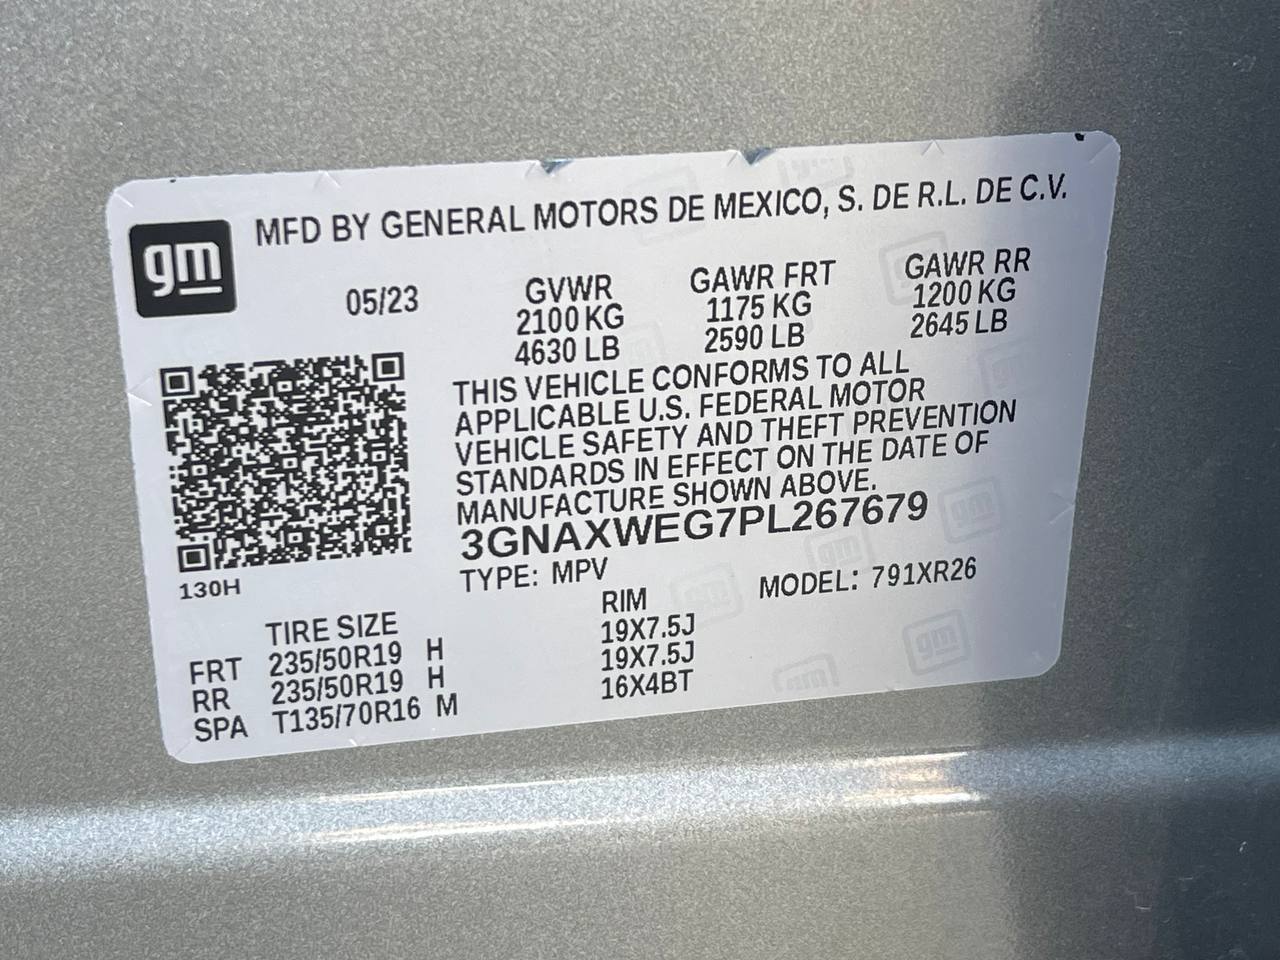 gm
MFD BY GENERAL MOTORS DE MEXICO, S. DE R.L. DE C.V.
05/23 GVWR GAWR FRT GAWR RR
2100 KG 1175 KG 1200 KG
4630 LB 2590 LB 2645 LB
THIS VEHICLE CONFORMS TO ALL
APPLICABLE U.S. FEDERAL MOTOR
VEHICLE SAFETY AND THEFT PREVENTION
STANDARDS IN EFFECT ON THE DATE OF
MANUFACTURE SHOWN ABOVE.
3GNAXWEG7PL267679
130H
TYPE: MPV MODEL: 791XR26
TIRE SIZE RIM
FRT 235/50R19 H 19X7.5J
RR 235/50R19 H 19X7.5J
SPA T135/70R16 M 16X4BT